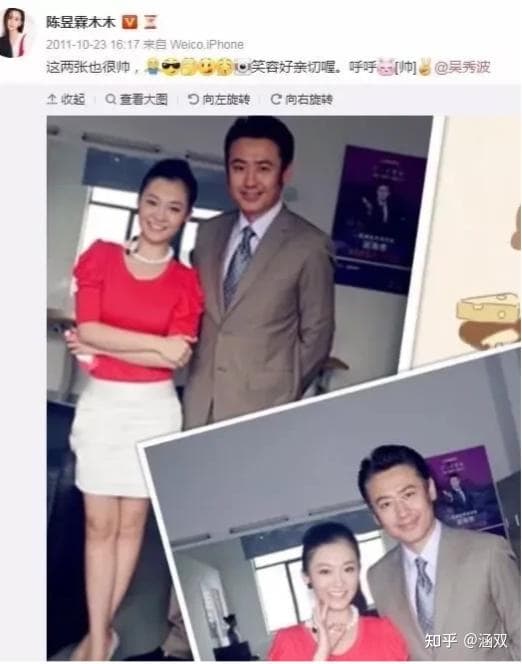 陈昱霖木木
2011-10-23 16:17 来自 Weico.iPhone
这两张也很帅，笑容好亲切喔。呼呼[帅]@吴秀波
收起 查看大图 向左旋转 向右旋转
知乎 @涵双